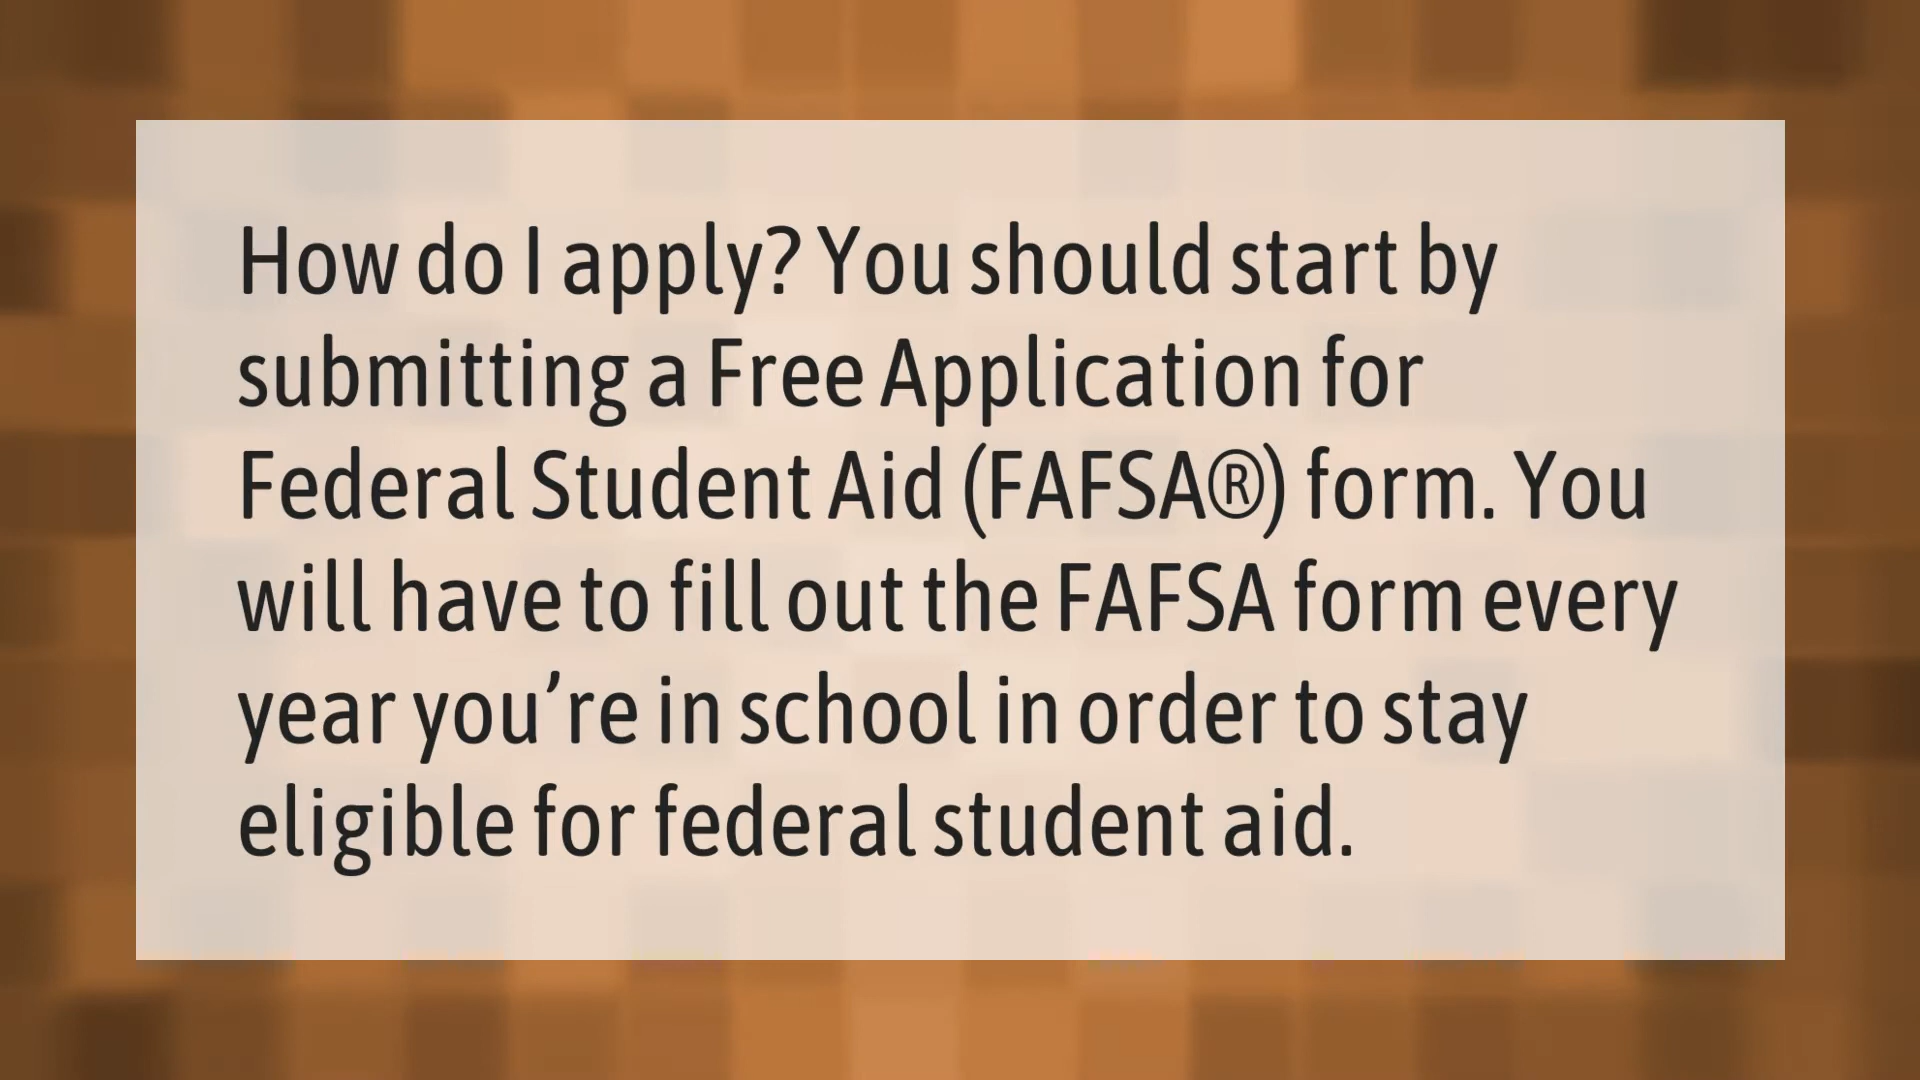 How do I apply? You should start by
submitting a Free Application for
Federal Student Aid (FAFSA®) form. You
will have to fill out the FAFSA form every
year you’re in school in order to stay
eligible for federal student aid.